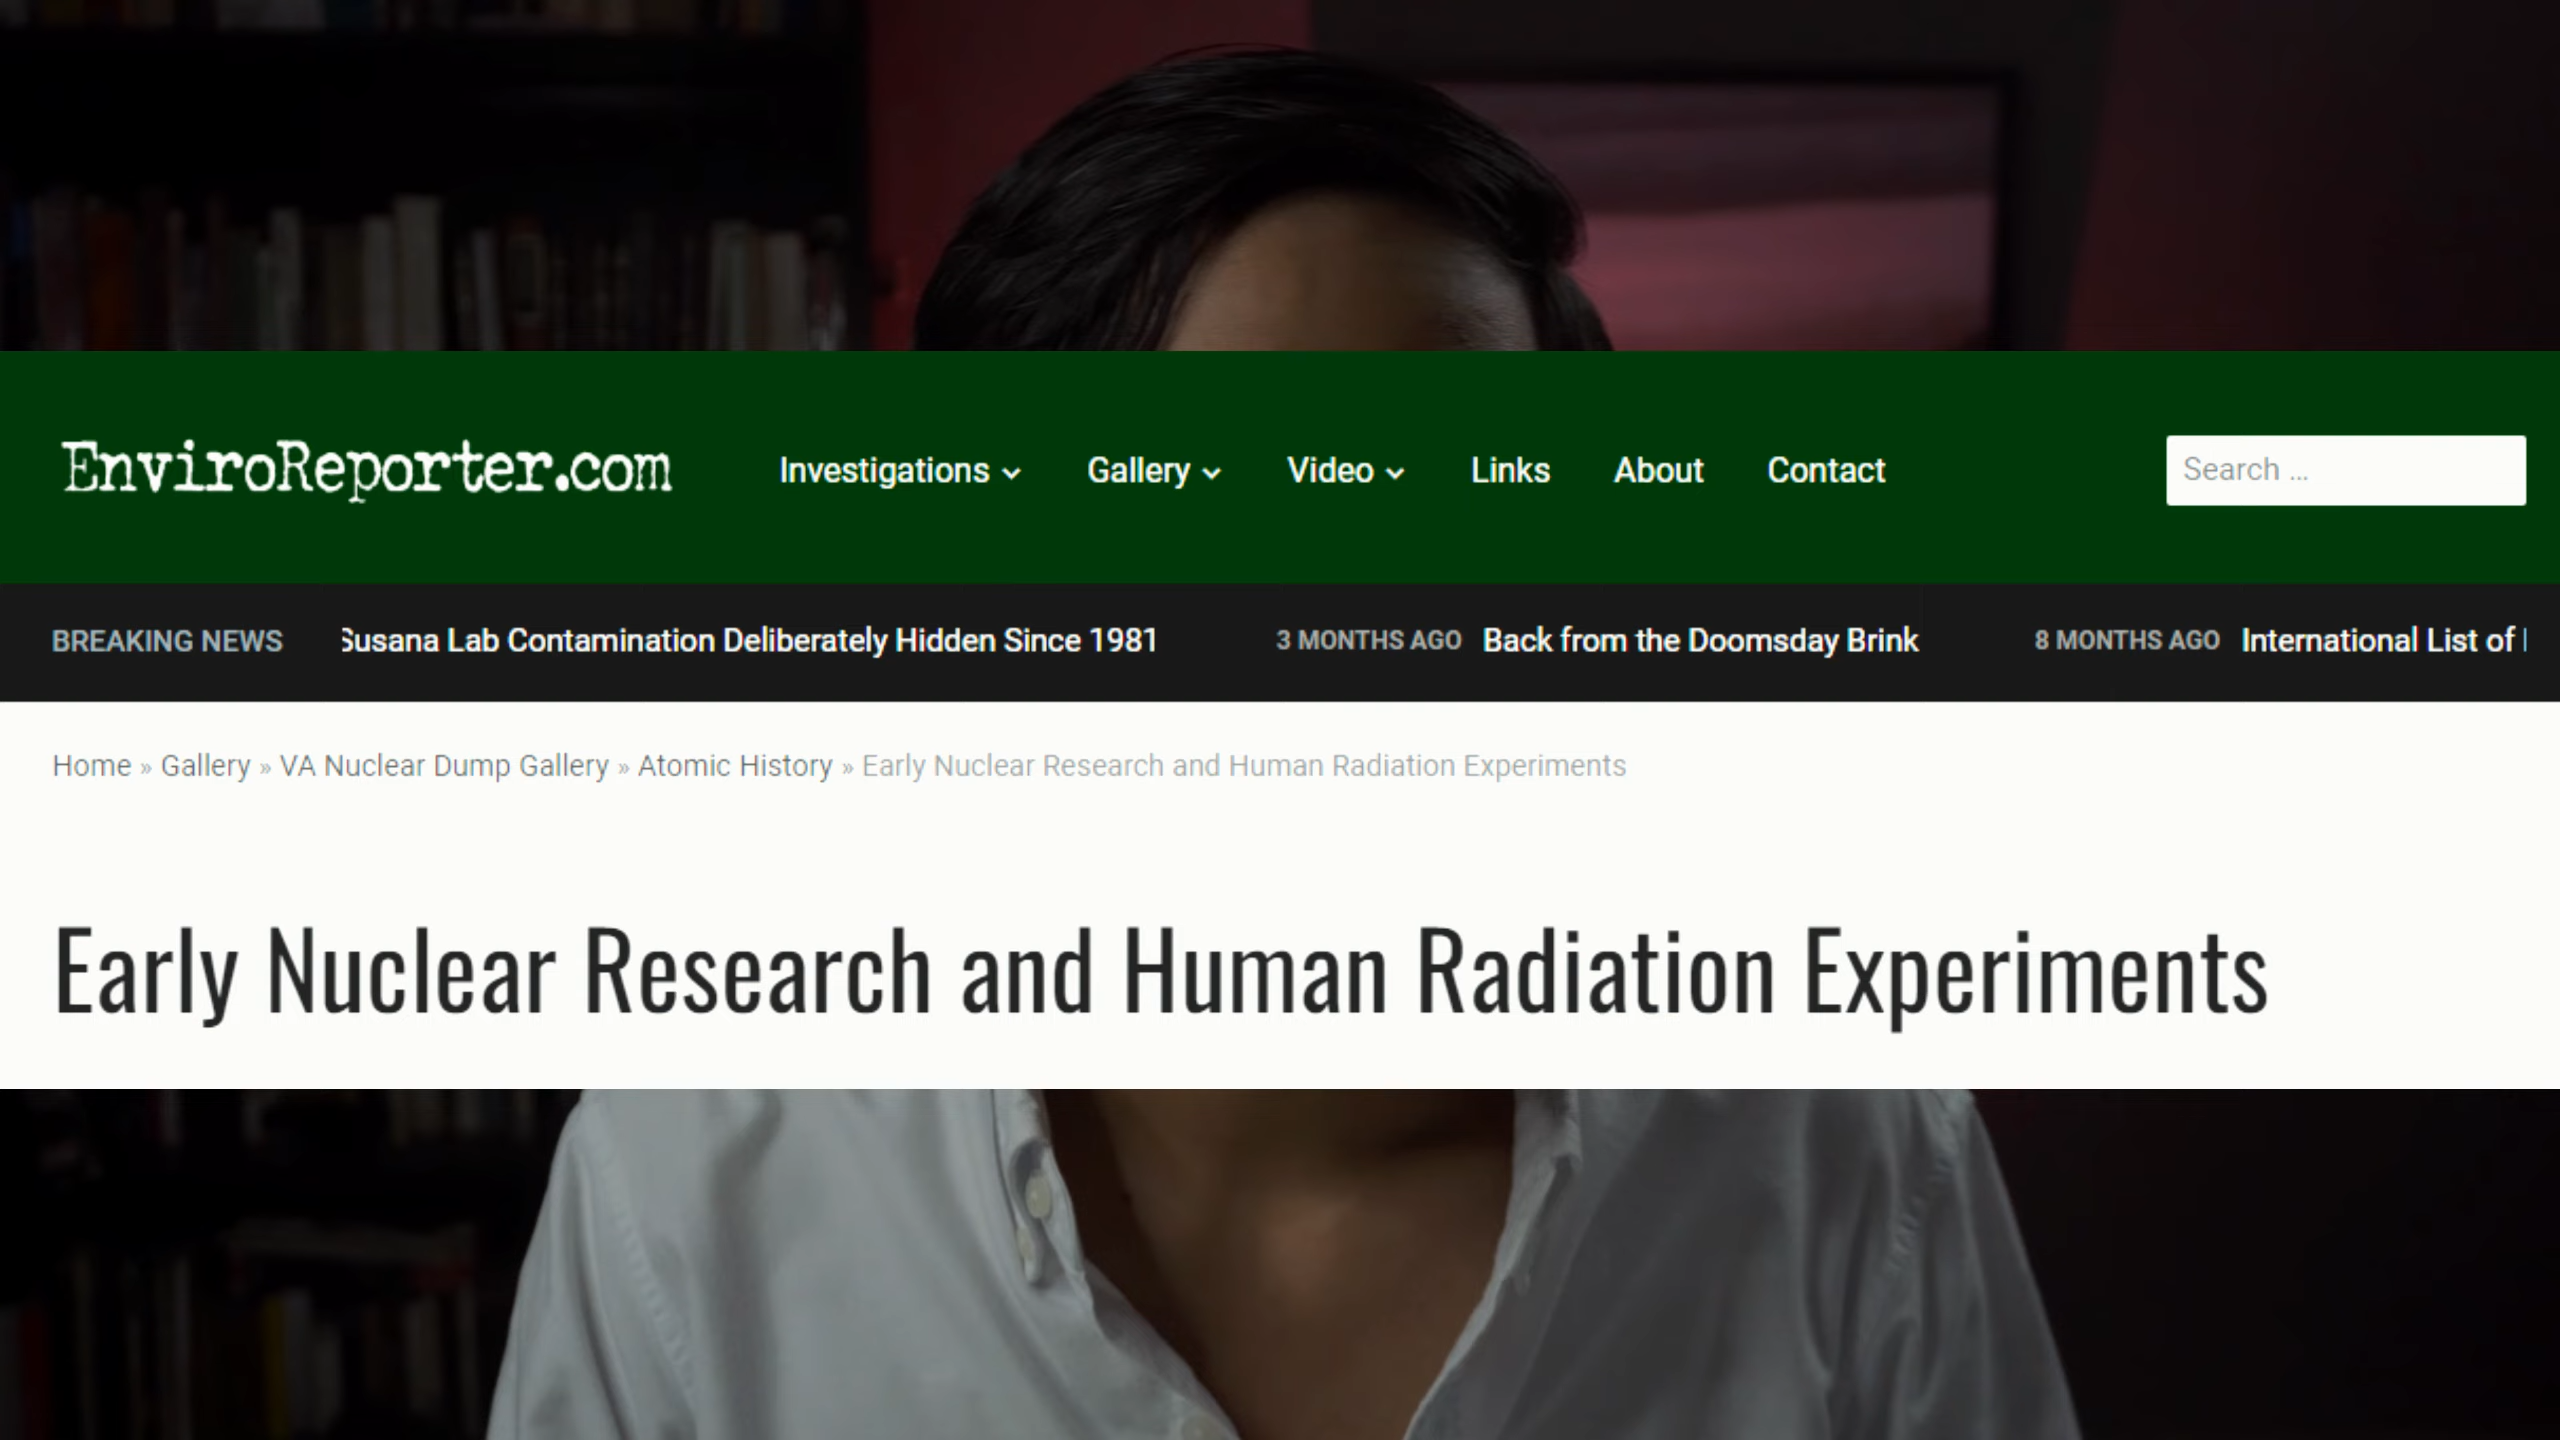 EnviroReporter.com Investigations Gallery Video Links About Contact Search ...
BREAKING NEWS Susana Lab Contamination Deliberately Hidden Since 1981 3 MONTHS AGO Back from the Doomsday Brink 8 MONTHS AGO International List of
Home » Gallery » VA Nuclear Dump Gallery » Atomic History » Early Nuclear Research and Human Radiation Experiments
Early Nuclear Research and Human Radiation Experiments